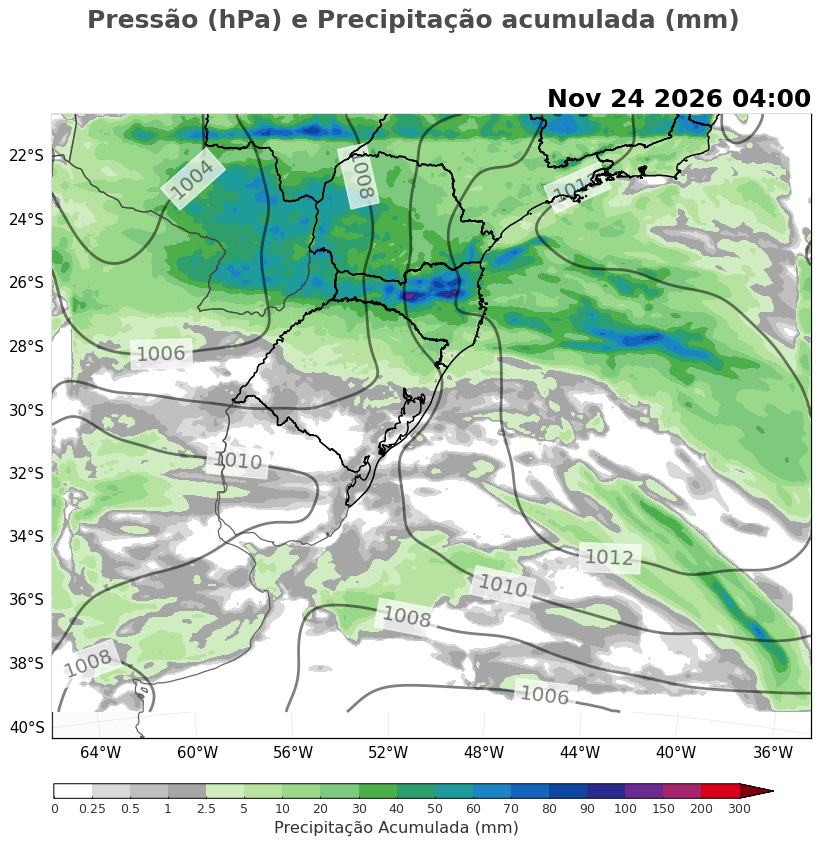 Pressão (hPa) e Precipitação acumulada (mm)
Nov 24 2026 04:00
22°S
24°S
26°S
28°S
30°S
32°S
34°S
36°S
38°S
40°S
1004
1008
1012
1006
1010
1012
1010
1008
1008
1006
64°W 60°W 56°W 52°W 48°W 44°W 40°W 36°W
0 0.25 0.5 1 2.5 5 10 20 30 40 50 60 70 80 90 100 150 200 300
Precipitação Acumulada (mm)